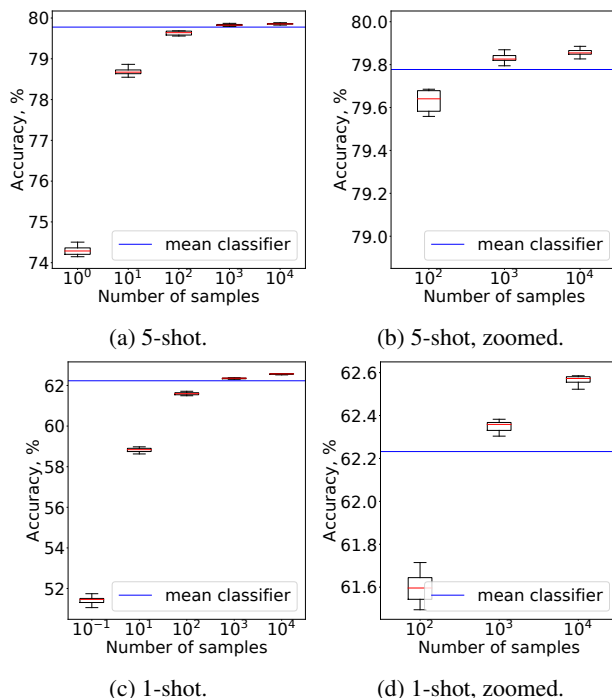 80
79
78
77
76
75
74
Accuracy, %
mean classifier
10^0 10^1 10^2 10^3 10^4
Number of samples
(a) 5-shot.
80.0
79.8
79.6
79.4
79.2
79.0
Accuracy, %
mean classifier
10^2 10^3 10^4
Number of samples
(b) 5-shot, zoomed.
62
60
58
56
54
52
Accuracy, %
mean classifier
10^−1 10^1 10^2 10^3 10^4
Number of samples
(c) 1-shot.
62.6
62.4
62.2
62.0
61.8
61.6
Accuracy, %
mean classifier
10^2 10^3 10^4
Number of samples
(d) 1-shot, zoomed.